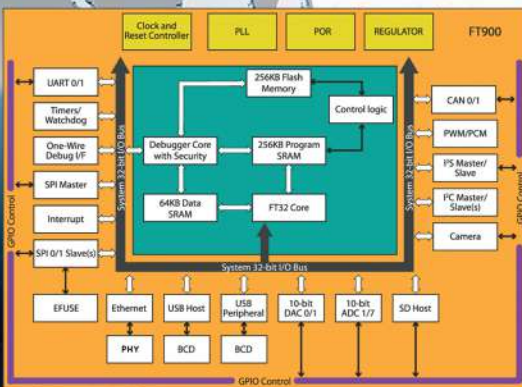 Clock and
Reset Controller
PLL
POR
REGULATOR
FT900
UART 0/1
Timers/
Watchdog
One-Wire
Debug I/F
SPI Master
Interrupt
SPI 0/1 Slave(s)
EFUSE
GPIO Control
System 32-bit I/O Bus
256KB Flash
Memory
Control logic
Debugger Core
with Security
256KB Program
SRAM
64KB Data
SRAM
FT32 Core
System 32-bit I/O Bus
CAN 0/1
PWM/PCM
I²S Master/
Slave
I²C Master/
Slave(s)
Camera
GPIO Control
System 32-bit I/O Bus
Ethernet
USB Host
USB
Peripheral
10-bit
DAC 0/1
10-bit
ADC 1/7
SD Host
PHY
BCD
BCD
GPIO Control